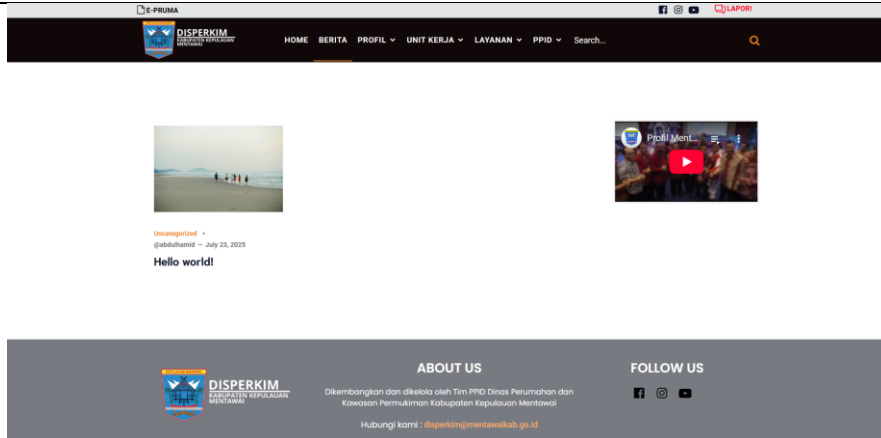 E-PRUMA
LAPOR!
DISPERKIM
KABUPATEN KEPULAUAN
MENTAWAI
HOME BERITA PROFIL UNIT KERJA LAYANAN PPID Search...
Profil Ment...
Uncategorized
@abdulhamid — July 23, 2025
Hello world!
DISPERKIM
KABUPATEN KEPULAUAN
MENTAWAI
ABOUT US
Dikembangkan dan dikelola oleh Tim PPID Dinas Perumahan dan
Kawasan Permukiman Kabupaten Kepulauan Mentawai
Hubungi kami : disperkim@mentawaikab.go.id
FOLLOW US